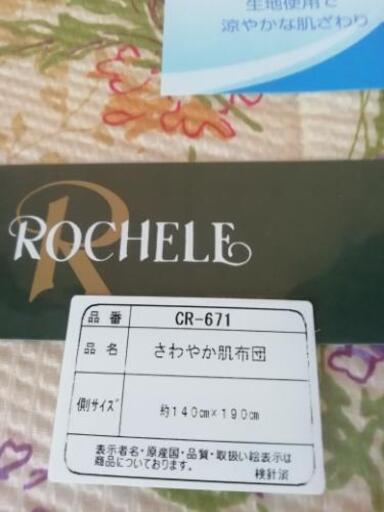 生地使用で
涼やかな肌ざわり
R
ROCHELE
品 番 CR-671
品 名 さわやか肌布団
側サイズ 約140cm×190cm
表示者名・原産国・品質・取扱い絵表示は
商品についております。
検針済